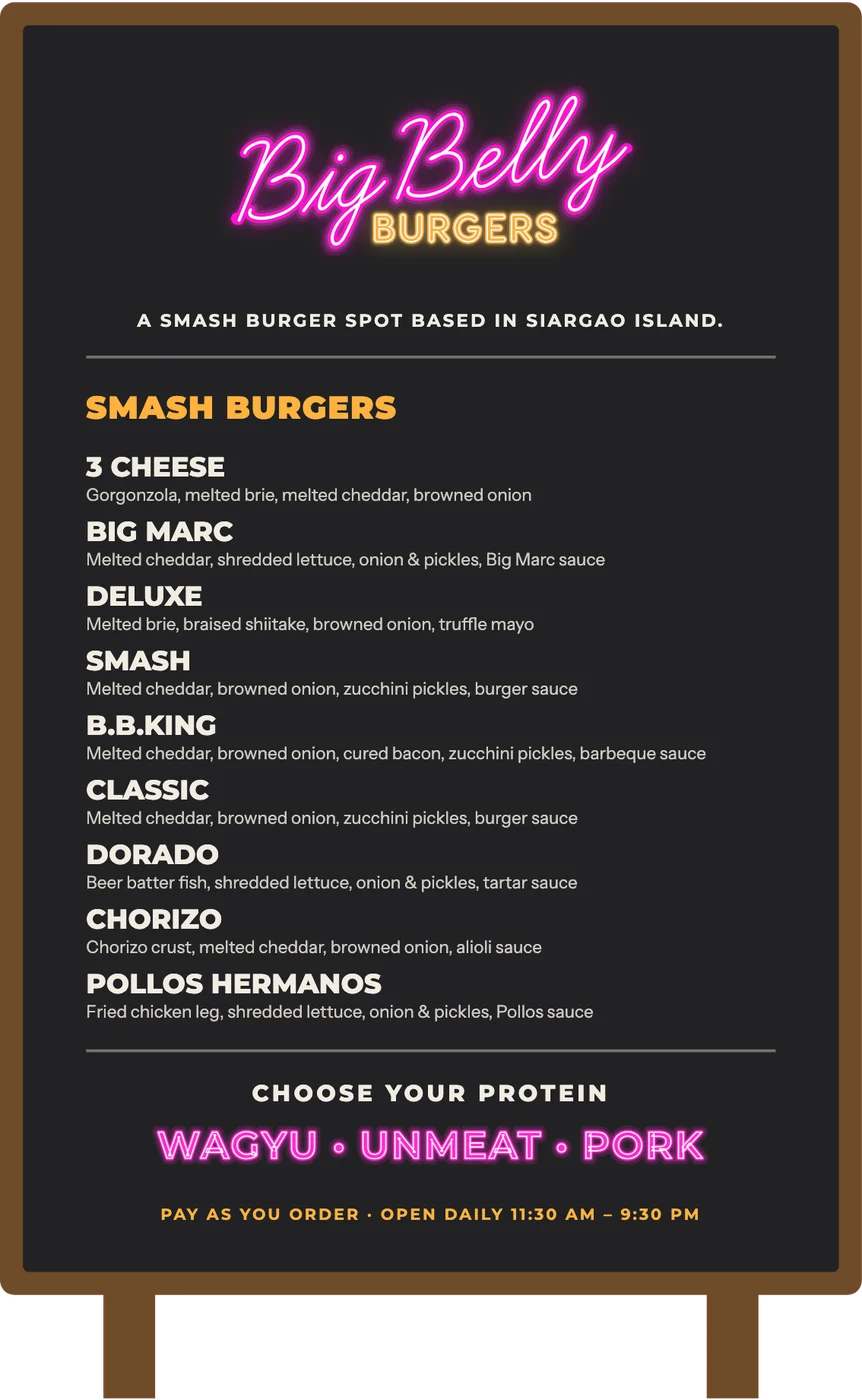 Big Belly
BURGERS
A SMASH BURGER SPOT BASED IN SIARGAO ISLAND.
SMASH BURGERS
3 CHEESE
Gorgonzola, melted brie, melted cheddar, browned onion
BIG MARC
Melted cheddar, shredded lettuce, onion & pickles, Big Marc sauce
DELUXE
Melted brie, braised shiitake, browned onion, truffle mayo
SMASH
Melted cheddar, browned onion, zucchini pickles, burger sauce
B.B.KING
Melted cheddar, browned onion, cured bacon, zucchini pickles, barbeque sauce
CLASSIC
Melted cheddar, browned onion, zucchini pickles, burger sauce
DORADO
Beer batter fish, shredded lettuce, onion & pickles, tartar sauce
CHORIZO
Chorizo crust, melted cheddar, browned onion, alioli sauce
POLLOS HERMANOS
Fried chicken leg, shredded lettuce, onion & pickles, Pollos sauce
CHOOSE YOUR PROTEIN
WAGYU • UNMEAT • PORK
PAY AS YOU ORDER · OPEN DAILY 11:30 AM – 9:30 PM